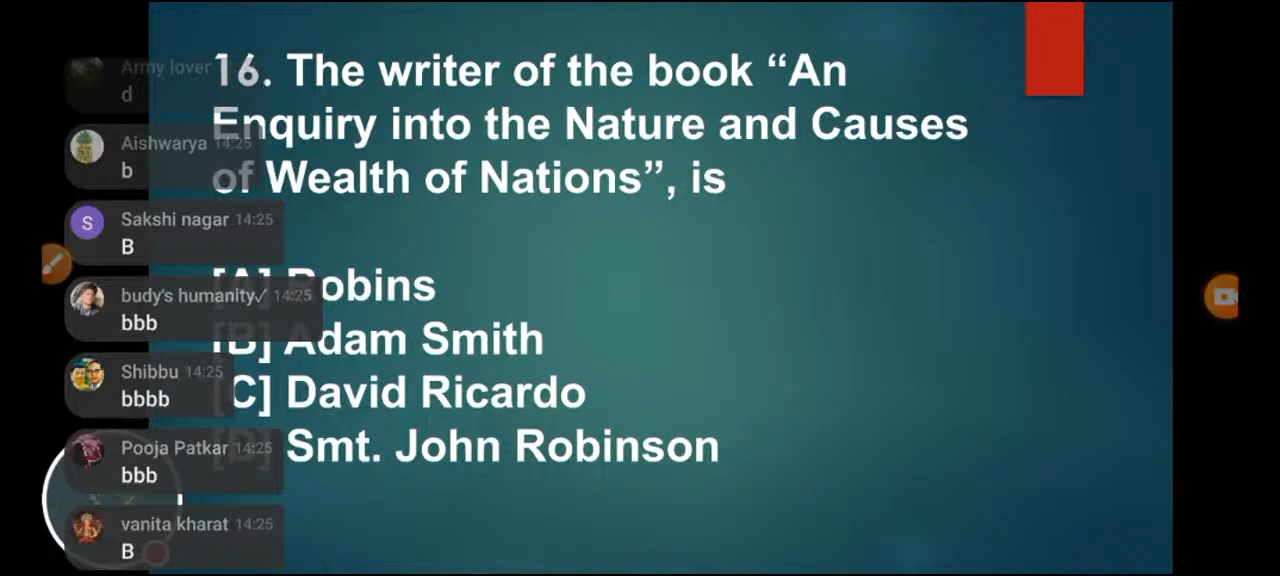 16. The writer of the book “An
Enquiry into the Nature and Causes
of Wealth of Nations”, is
[A] Robins
[B] Adam Smith
[C] David Ricardo
[D] Smt. John Robinson
Army lover
d
Aishwarya 14:25
b
S
Sakshi nagar 14:25
B
budy's humanity✓ 14:25
bbb
Shibbu 14:25
bbbb
Pooja Patkar 14:25
bbb
vanita kharat 14:25
B